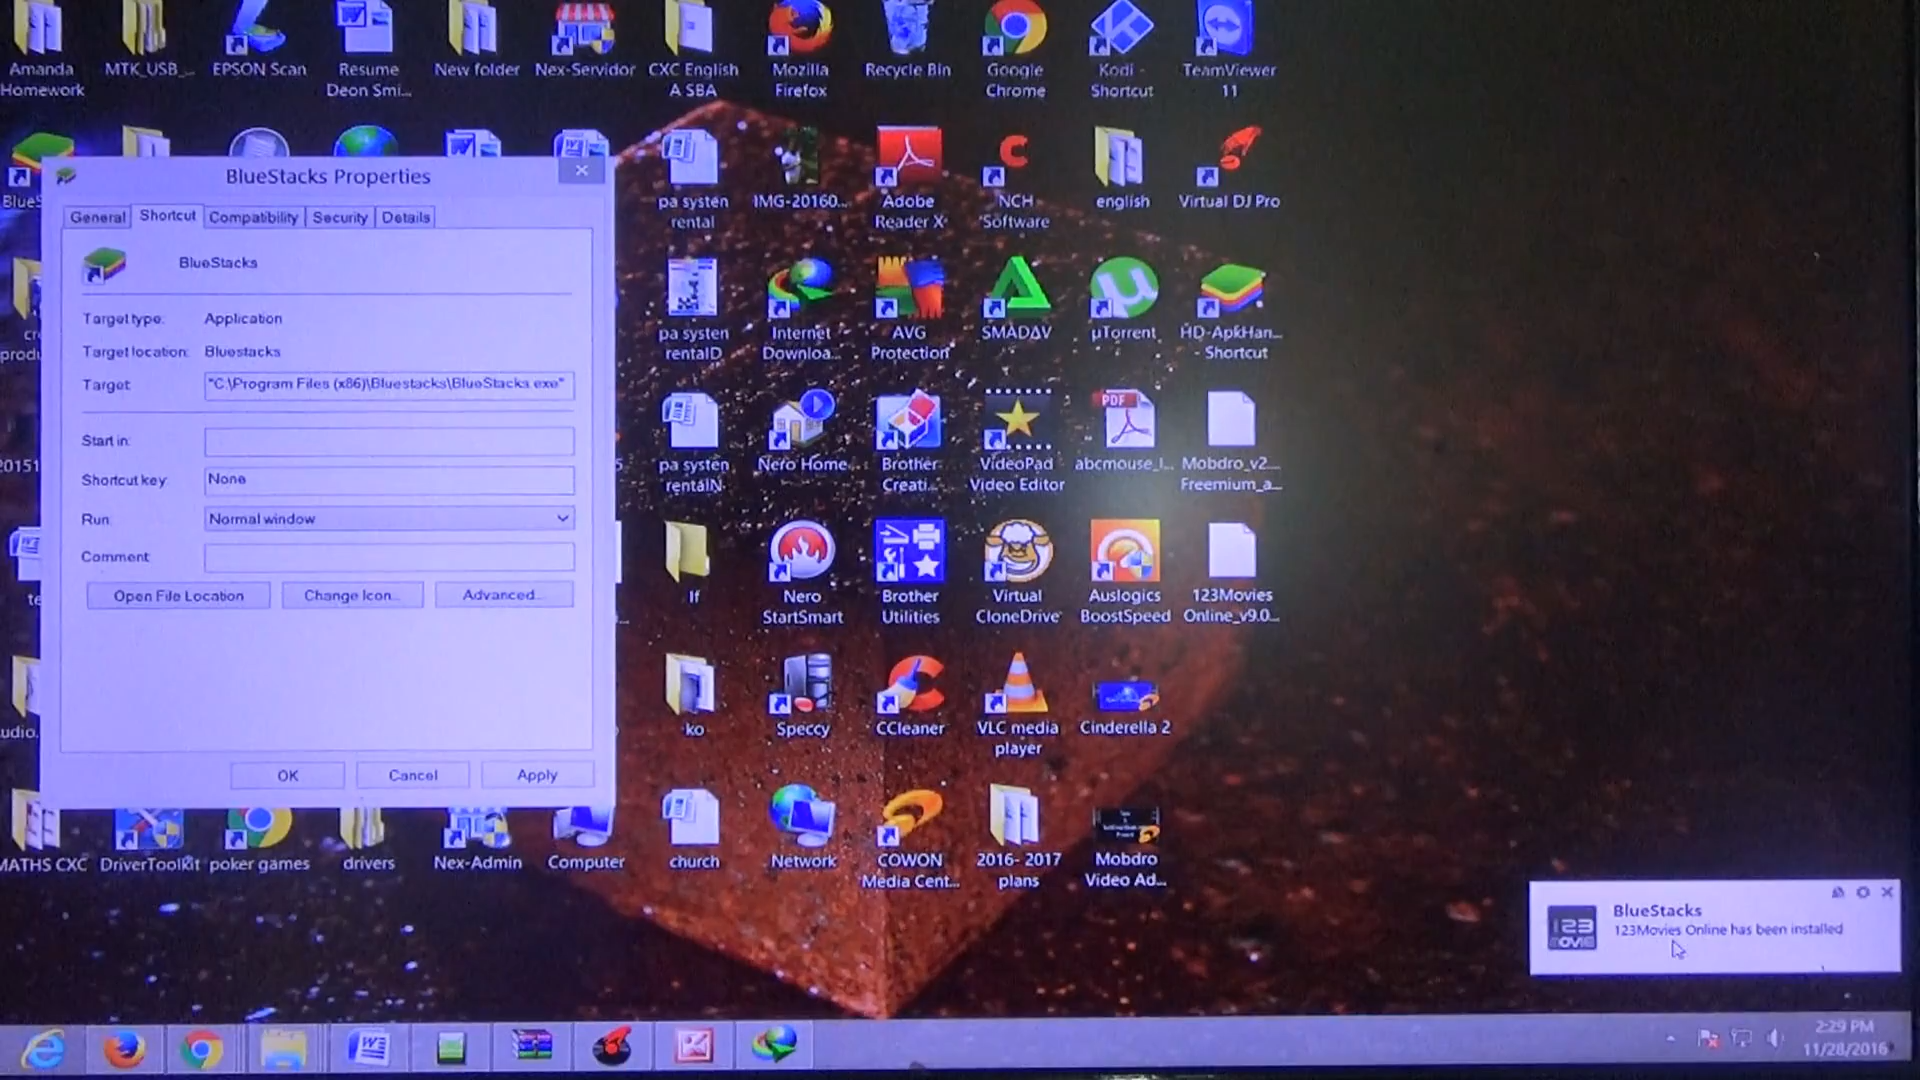 Amanda
Homework
MTK_USB_...
EPSON Scan
Resume
Deon Smi...
New folder
Nex-Servidor
CXC English
A SBA
Mozilla
Firefox
Recycle Bin
Google
Chrome
Kodi -
Shortcut
TeamViewer
11
BlueStacks Properties
General
Shortcut
Compatibility
Security
Details
BlueStacks
Target type:
Application
Target location:
Bluestacks
Target:
"C:\Program Files (x86)\Bluestacks\BlueStacks.exe"
Start in:
Shortcut key:
None
Run:
Normal window
Comment:
Open File Location
Change Icon...
Advanced...
OK
Cancel
Apply
pa systen
rental
IMG-20160...
Adobe
Reader X
NCH
Software
english
Virtual DJ Pro
pa systen
rentalD
Internet
Downloa...
AVG
Protection
SMADΔV
µTorrent
HD-ApkHan...
- Shortcut
pa systen
rentalN
Nero Home...
Brother
Creati...
VideoPad
Video Editor
PDF
abcmouse_l...
Mobdro_v2....
Freemium_a...
lf
Nero
StartSmart
Brother
Utilities
Virtual
CloneDrive
Auslogics
BoostSpeed
123Movies
Online_v9.0...
ko
Speccy
CCleaner
VLC media
player
Cinderella 2
MATHS CXC
DriverToolkit
poker games
drivers
Nex-Admin
Computer
church
Network
COWON
Media Cent...
2016- 2017
plans
Mobdro
Video Ad...
123
MOVIE
BlueStacks
123Movies Online has been installed
2:29 PM
11/28/2016